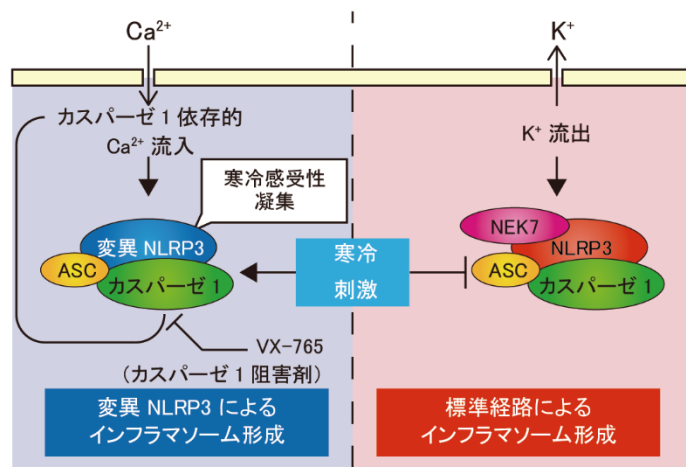 Ca²⁺
カスパーゼ 1 依存的
Ca²⁺ 流入
寒冷感受性
凝集
変異 NLRP3
ASC
カスパーゼ 1
VX-765
(カスパーゼ 1 阻害剤)
変異 NLRP3 による
インフラマソーム形成
寒冷
刺激
K⁺
K⁺ 流出
NEK7
NLRP3
ASC
カスパーゼ 1
標準経路による
インフラマソーム形成